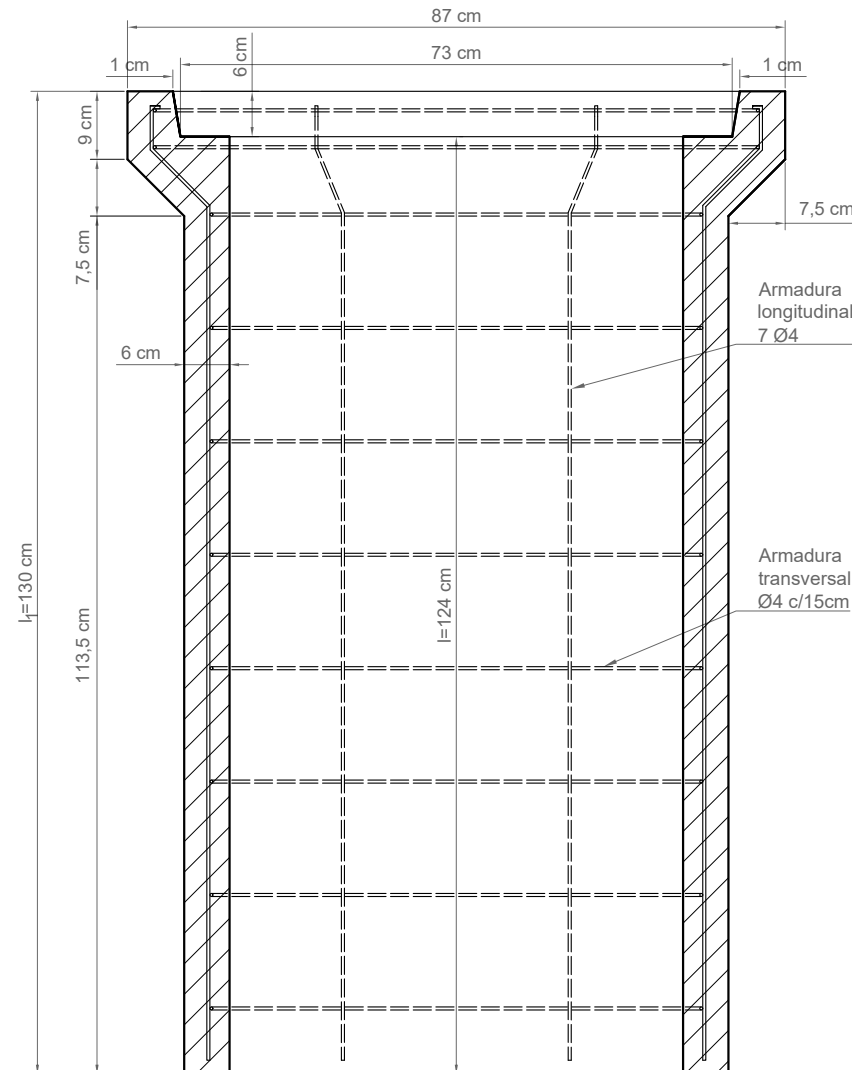 87 cm
73 cm
1 cm
6 cm
1 cm
9 cm
7,5 cm
7,5 cm
Armadura
longitudinal
7 Ø4
6 cm
Armadura
transversal
Ø4 c/15cm
l₁=130 cm
l=124 cm
113,5 cm